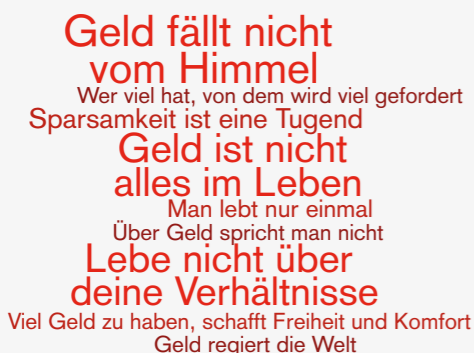 Geld fällt nicht
vom Himmel
Wer viel hat, von dem wird viel gefordert
Sparsamkeit ist eine Tugend
Geld ist nicht
alles im Leben
Man lebt nur einmal
Über Geld spricht man nicht
Lebe nicht über
deine Verhältnisse
Viel Geld zu haben, schafft Freiheit und Komfort
Geld regiert die Welt